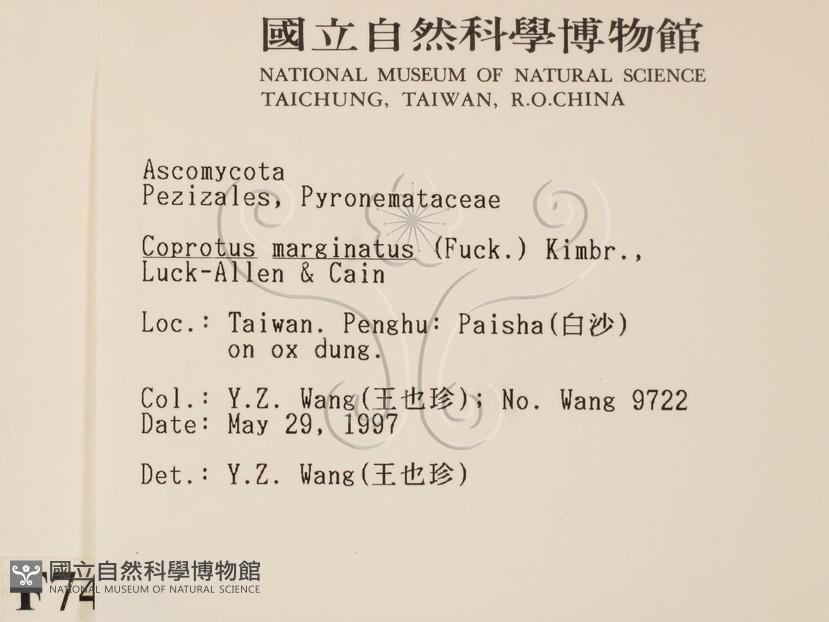 國立自然科學博物館
NATIONAL MUSEUM OF NATURAL SCIENCE
TAICHUNG, TAIWAN, R.O.CHINA
Ascomycota
Pezizales, Pyronemataceae
Coprotus marginatus (Fuck.) Kimbr.,
Luck-Allen & Cain
Loc.: Taiwan. Penghu: Paisha(白沙)
on ox dung.
Col.: Y.Z. Wang(王也珍); No. Wang 9722
Date: May 29, 1997
Det.: Y.Z. Wang(王也珍)
國立自然科學博物館
NATIONAL MUSEUM OF NATURAL SCIENCE